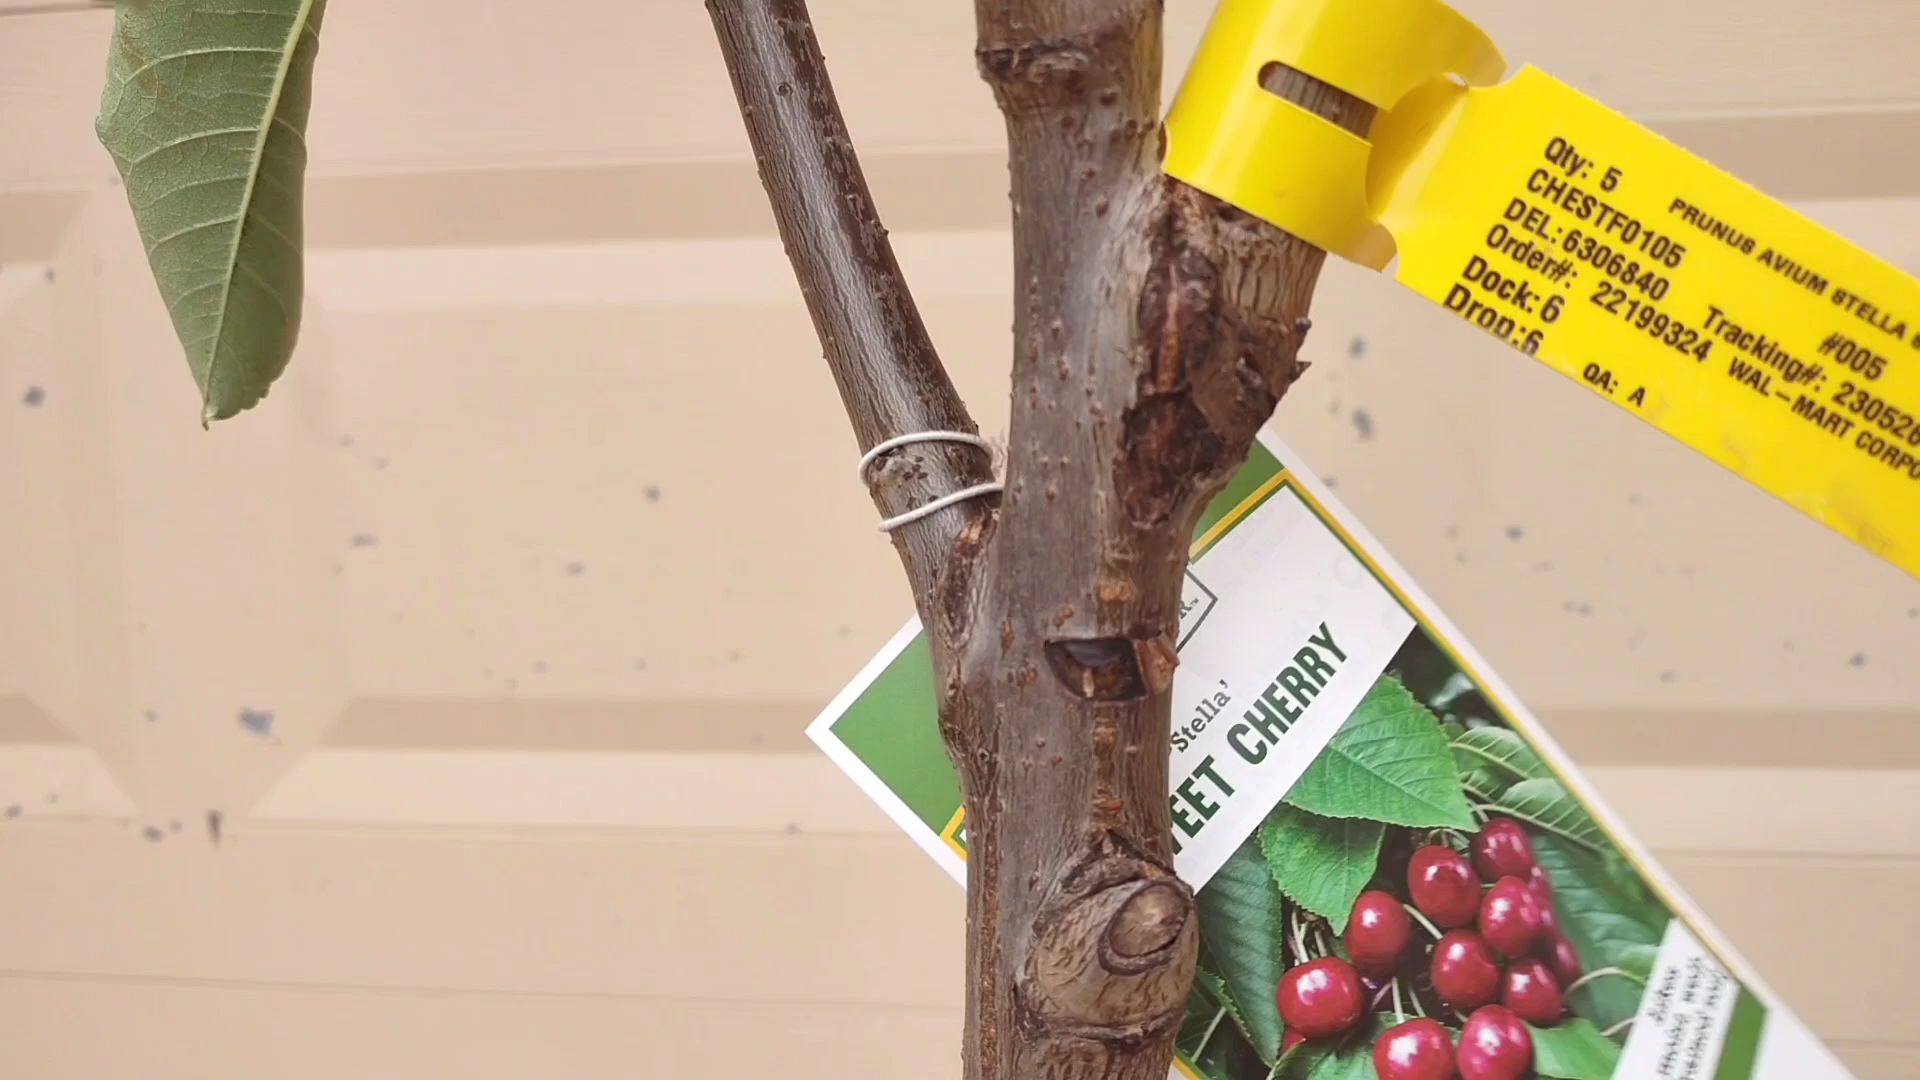 Qty: 5 PRUNUS AVIUM STELLA
CHESTF0105 #005
DEL:6306840 Tracking#: 230526
Order#: 22199324 WAL-MART CORPO
Dock:6
Drop:6 QA: A
'Stella'
CHERRY